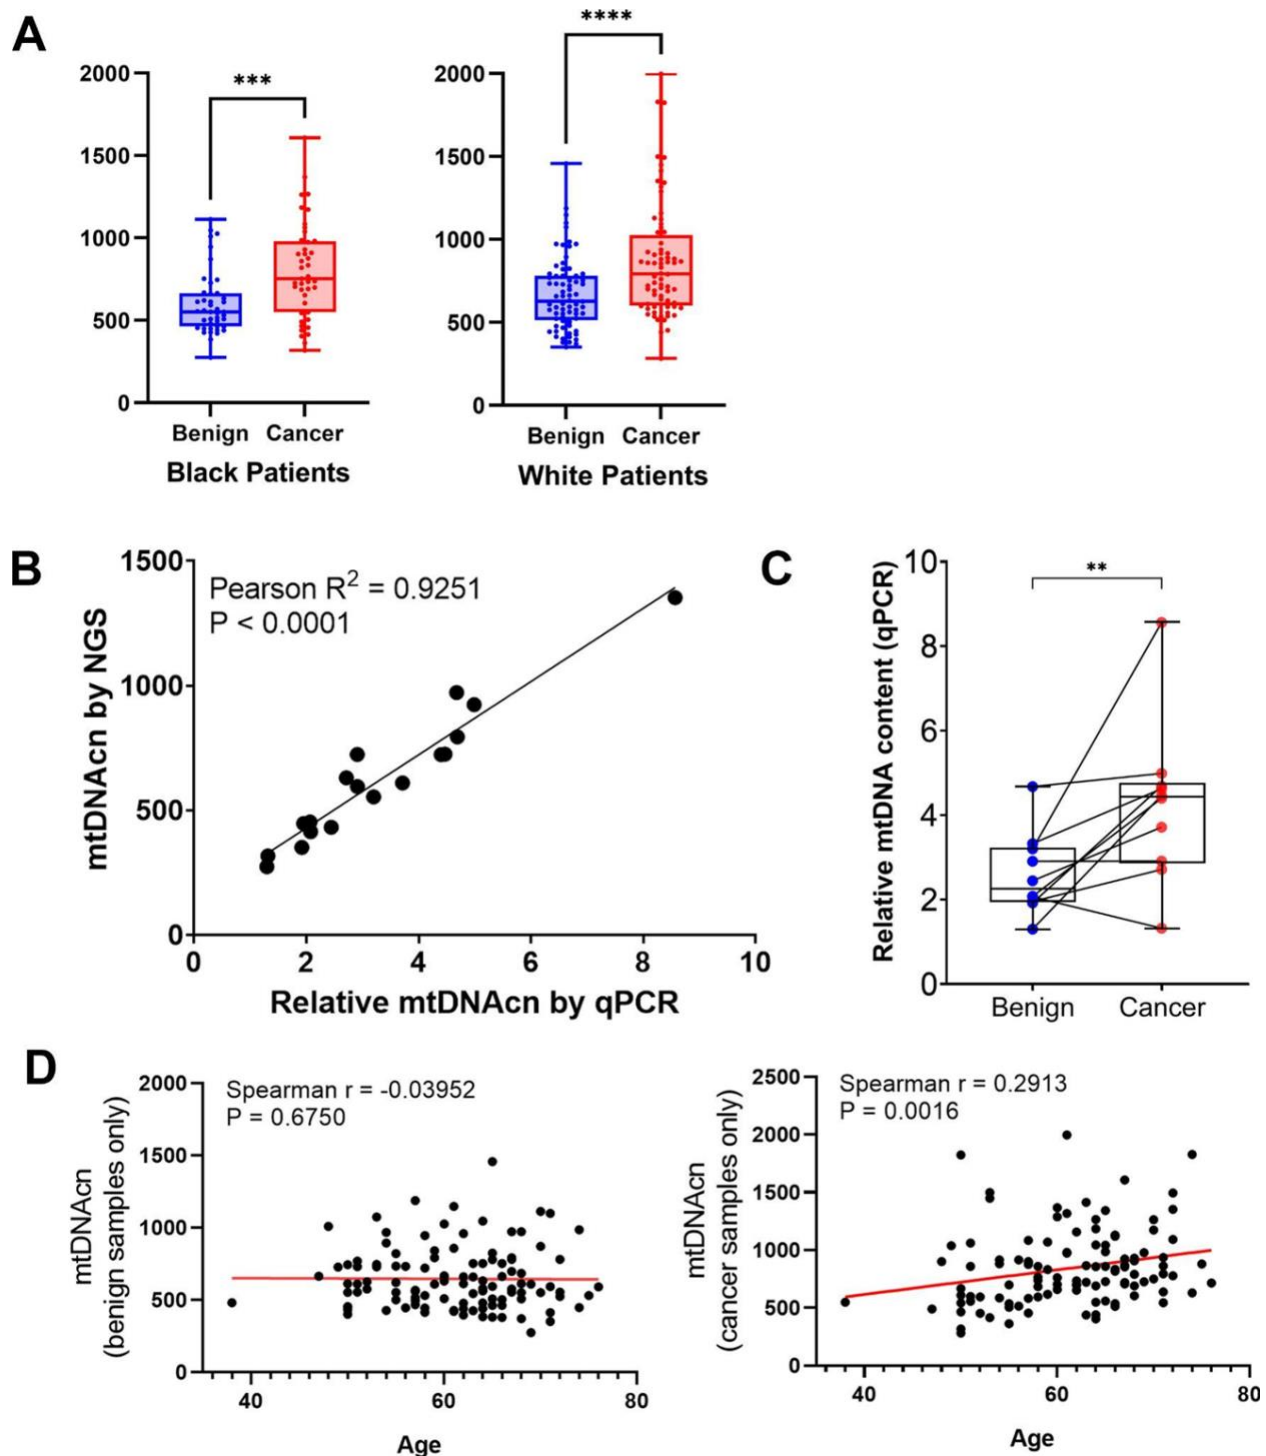 A
***
2000
1500
1000
500
0
Benign Cancer
Black Patients
****
2000
1500
1000
500
0
Benign Cancer
White Patients
B
mtDNAcn by NGS
1500
1000
500
0
Pearson R² = 0.9251
P < 0.0001
0 2 4 6 8 10
Relative mtDNAcn by qPCR
C
Relative mtDNA content (qPCR)
10
8
6
4
2
0
**
Benign Cancer
D
mtDNAcn
(benign samples only)
2000
1500
1000
500
0
Spearman r = -0.03952
P = 0.6750
40 60 80
Age
mtDNAcn
(cancer samples only)
2500
2000
1500
1000
500
0
Spearman r = 0.2913
P = 0.0016
40 60 80
Age